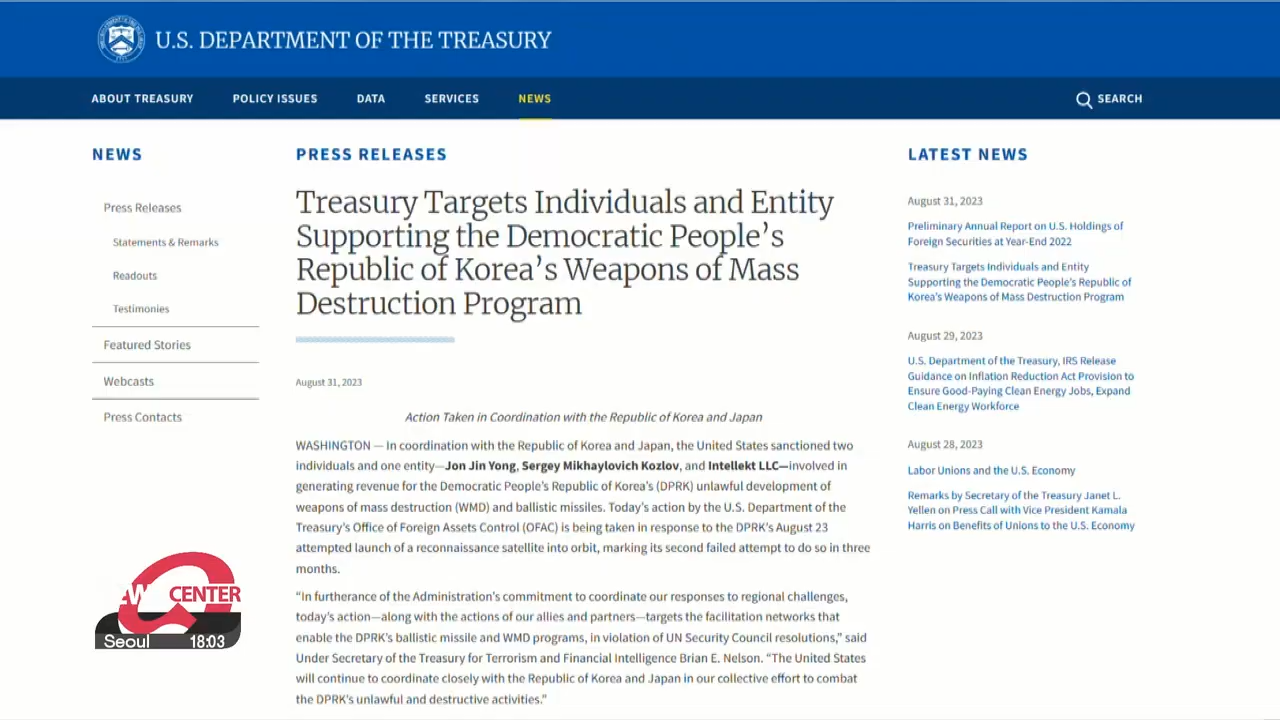 U.S. DEPARTMENT OF THE TREASURY
ABOUT TREASURY POLICY ISSUES DATA SERVICES NEWS SEARCH
NEWS
Press Releases
Statements & Remarks
Readouts
Testimonies
Featured Stories
Webcasts
Press Contacts
PRESS RELEASES
Treasury Targets Individuals and Entity
Supporting the Democratic People's
Republic of Korea's Weapons of Mass
Destruction Program
August 31, 2023
Action Taken in Coordination with the Republic of Korea and Japan
WASHINGTON — In coordination with the Republic of Korea and Japan, the United States sanctioned two
individuals and one entity—Jon Jin Yong, Sergey Mikhaylovich Kozlov, and Intellekt LLC—involved in
generating revenue for the Democratic People's Republic of Korea's (DPRK) unlawful development of
weapons of mass destruction (WMD) and ballistic missiles. Today's action by the U.S. Department of the
Treasury's Office of Foreign Assets Control (OFAC) is being taken in response to the DPRK's August 23
attempted launch of a reconnaissance satellite into orbit, marking its second failed attempt to do so in three
months.
"In furtherance of the Administration's commitment to coordinate our responses to regional challenges,
today's action—along with the actions of our allies and partners—targets the facilitation networks that
enable the DPRK's ballistic missile and WMD programs, in violation of UN Security Council resolutions," said
Under Secretary of the Treasury for Terrorism and Financial Intelligence Brian E. Nelson. "The United States
will continue to coordinate closely with the Republic of Korea and Japan in our collective effort to combat
the DPRK's unlawful and destructive activities."
LATEST NEWS
August 31, 2023
Preliminary Annual Report on U.S. Holdings of
Foreign Securities at Year-End 2022
Treasury Targets Individuals and Entity
Supporting the Democratic People's Republic of
Korea's Weapons of Mass Destruction Program
August 29, 2023
U.S. Department of the Treasury, IRS Release
Guidance on Inflation Reduction Act Provision to
Ensure Good-Paying Clean Energy Jobs, Expand
Clean Energy Workforce
August 28, 2023
Labor Unions and the U.S. Economy
Remarks by Secretary of the Treasury Janet L.
Yellen on Press Call with Vice President Kamala
Harris on Benefits of Unions to the U.S. Economy
CENTER
Seoul 18:03